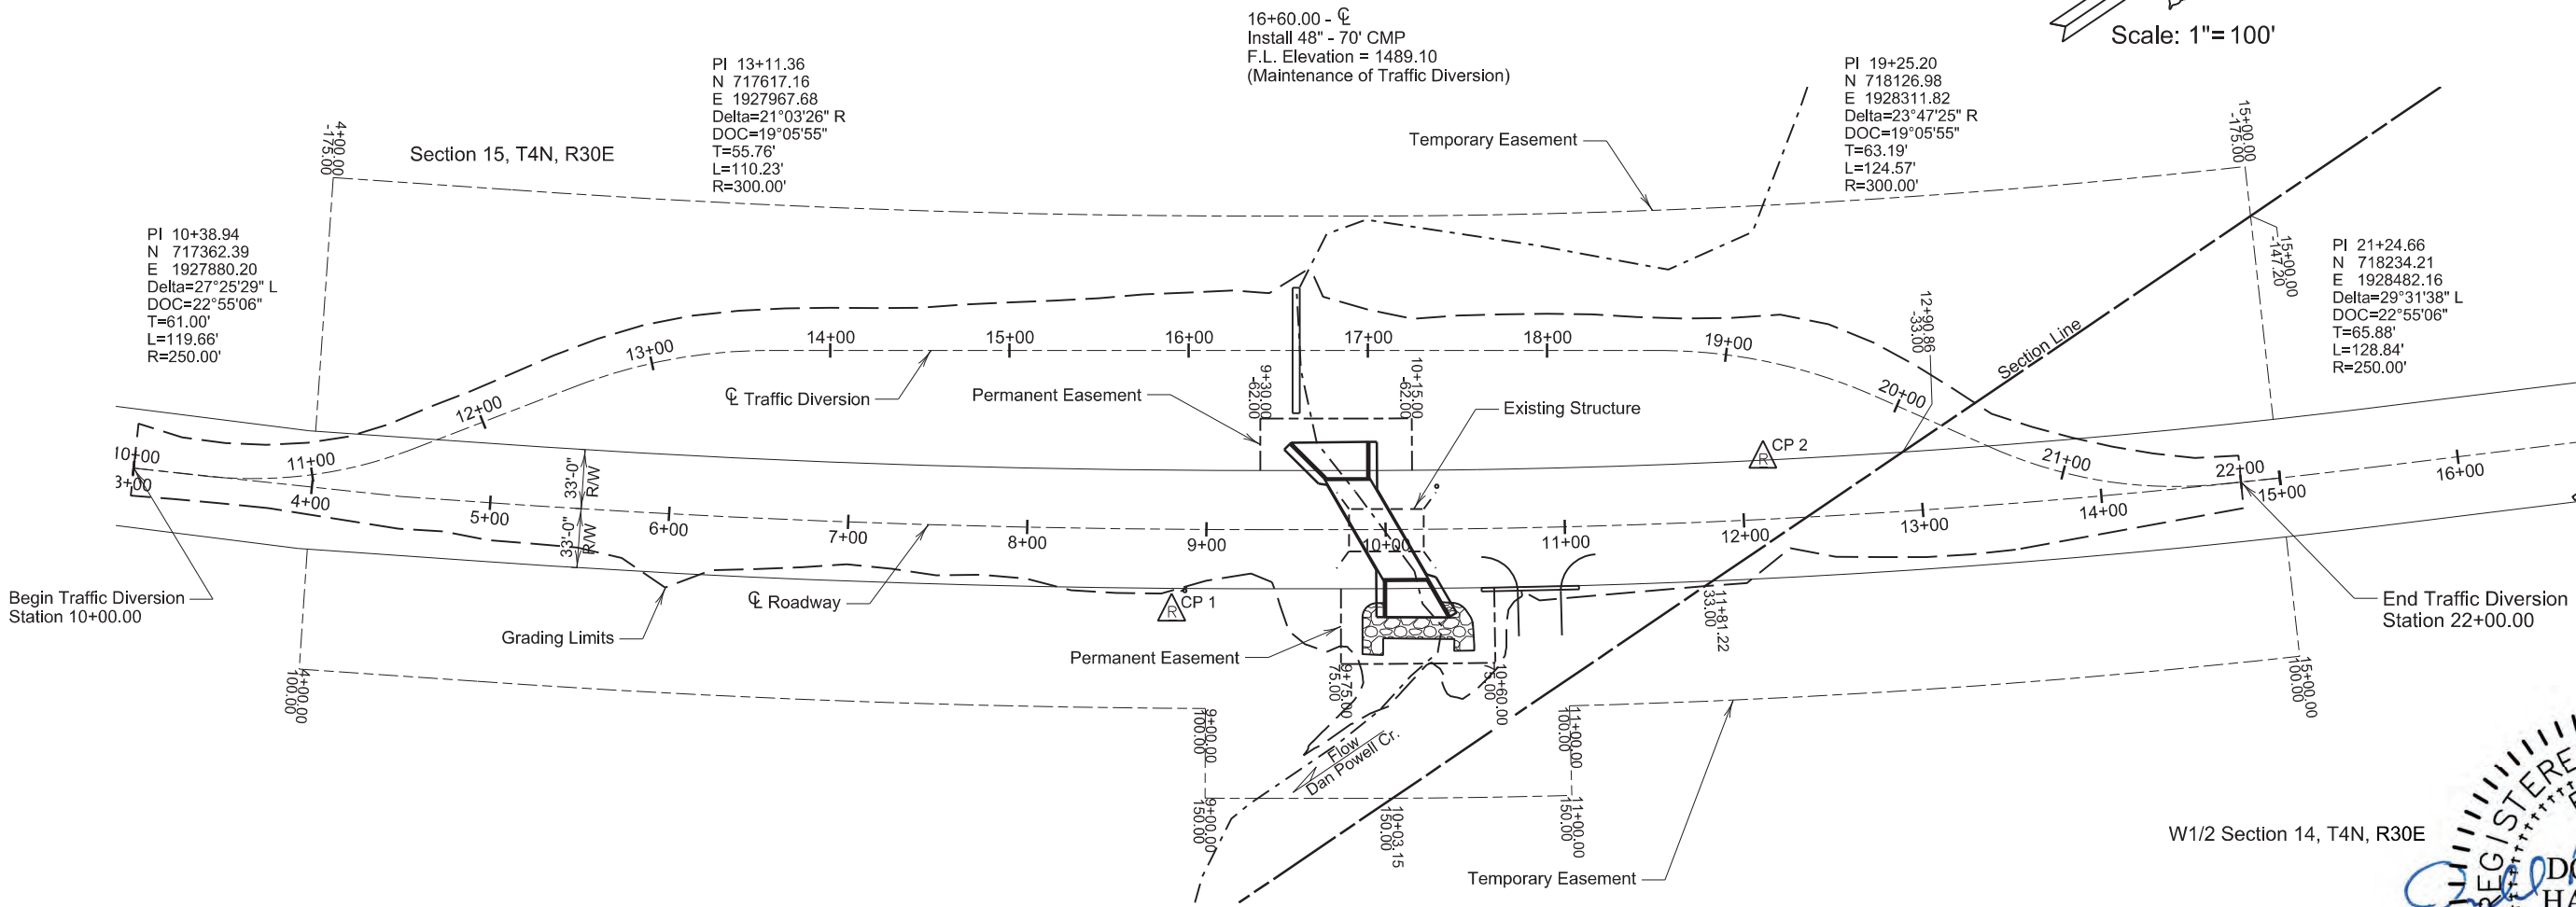 16+60.00 - ℄
Install 48" - 70' CMP
F.L. Elevation = 1489.10
(Maintenance of Traffic Diversion)
Scale: 1"=100'
PI 13+11.36
N 717617.16
E 1927967.68
Delta=21°03'26" R
DOC=19°05'55"
T=55.76'
L=110.23'
R=300.00'
PI 19+25.20
N 718126.98
E 1928311.82
Delta=23°47'25" R
DOC=19°05'55"
T=63.19'
L=124.57'
R=300.00'
4+00.00
-175.00
Section 15, T4N, R30E
Temporary Easement
15+00.00
-175.00
PI 10+38.94
N 717362.39
E 1927880.20
Delta=27°25'29" L
DOC=22°55'06"
T=61.00'
L=119.66'
R=250.00'
15+00.00
-147.20
PI 21+24.66
N 718234.21
E 1928482.16
Delta=29°31'38" L
DOC=22°55'06"
T=65.88'
L=128.84'
R=250.00'
10+00
11+00
12+00
13+00
14+00
15+00
16+00
17+00
18+00
19+00
20+00
21+00
22+00
12+90.86
-33.00
Section Line
℄ Traffic Diversion
Permanent Easement
9+30.00
-62.00
10+15.00
-62.00
Existing Structure
CP 2
R
33'-0"
R/W
33'-0"
R/W
3+00
4+00
5+00
6+00
7+00
8+00
9+00
10+00
11+00
12+00
13+00
14+00
15+00
16+00
Begin Traffic Diversion
Station 10+00.00
Grading Limits
℄ Roadway
CP 1
R
11+81.22
33.00
End Traffic Diversion
Station 22+00.00
Permanent Easement
9+75.00
75.00
10+60.00
75.00
4+00.00
100.00
15+00.00
100.00
9+00.00
100.00
11+00.00
100.00
Flow
Dan Powell Cr.
9+00.00
150.00
10+03.15
150.00
11+00.00
150.00
Temporary Easement
W1/2 Section 14, T4N, R30E
REGISTERE